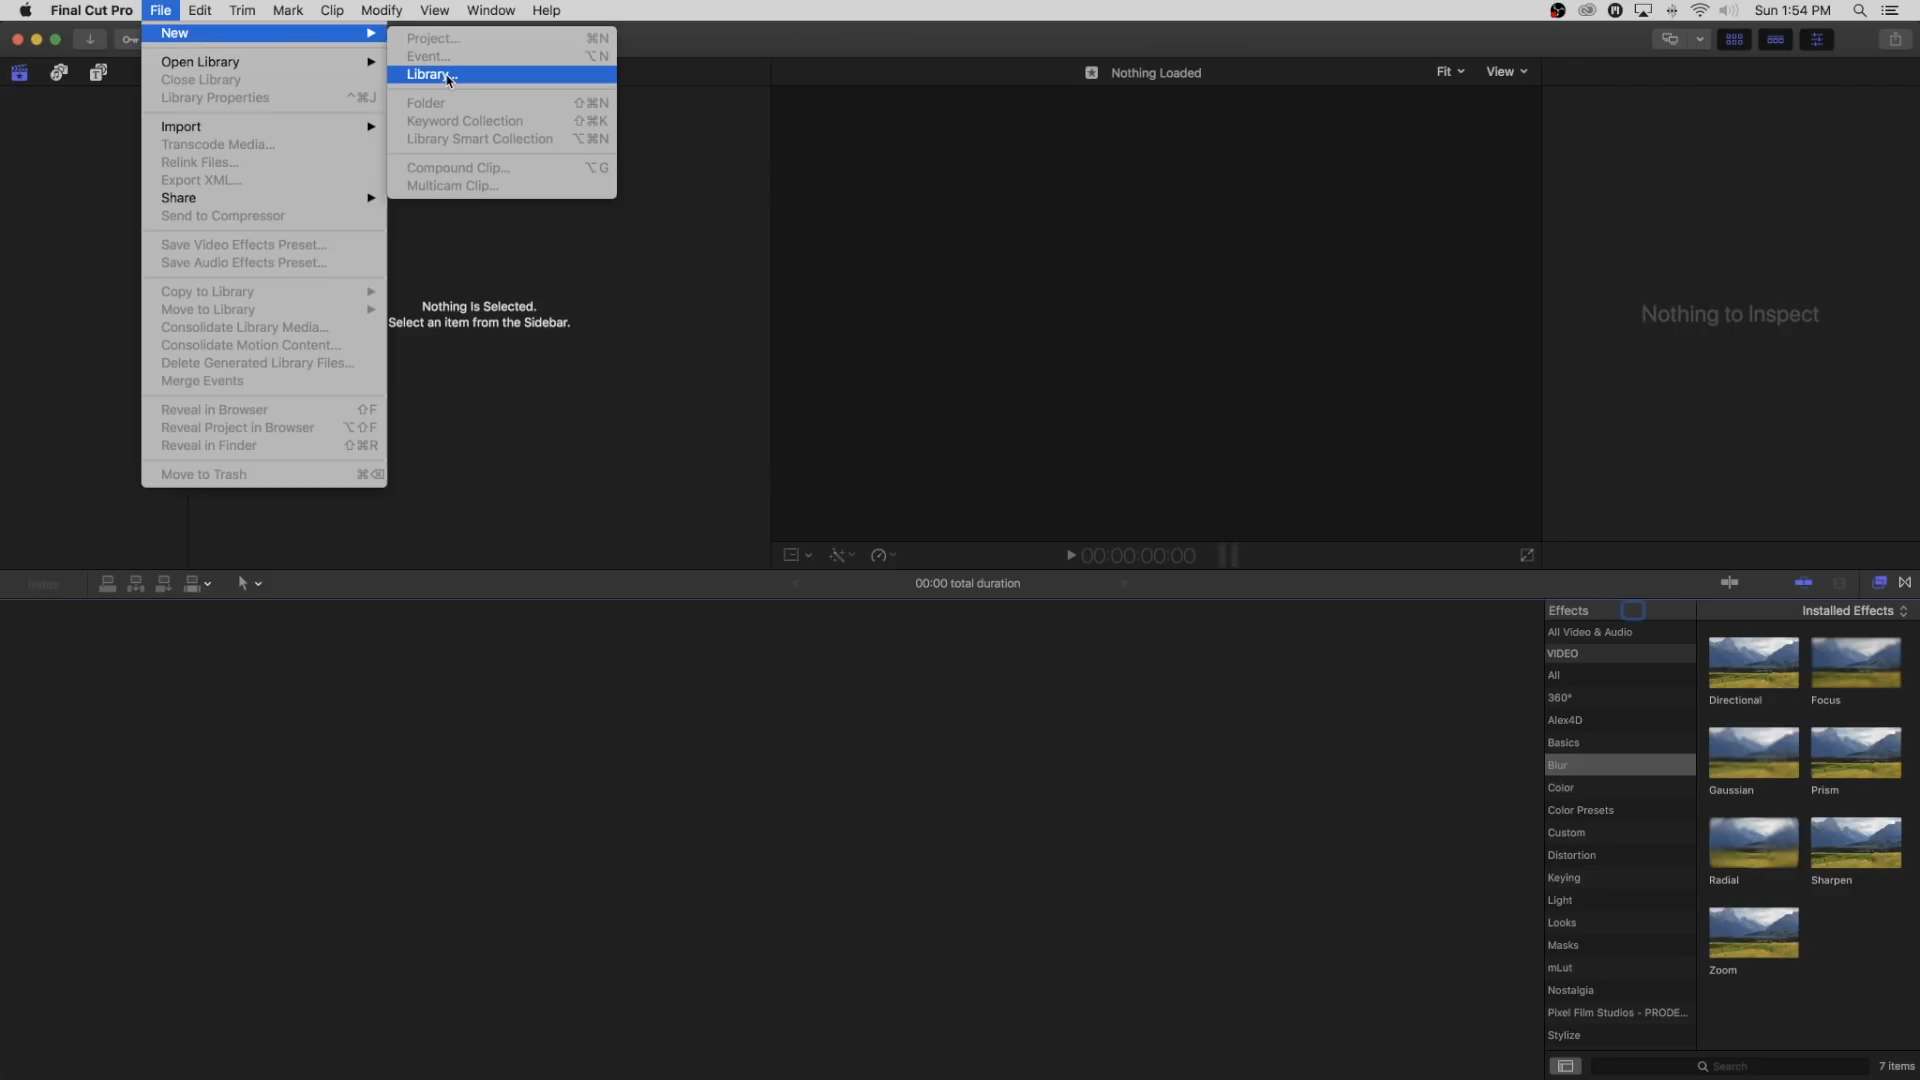 Final Cut Pro File Edit Trim Mark Clip Modify View Window Help
Sun 1:54 PM
New
Open Library
Close Library
Library Properties ^⌘J
Import
Transcode Media...
Relink Files...
Export XML...
Share
Send to Compressor
Save Video Effects Preset...
Save Audio Effects Preset...
Copy to Library
Move to Library
Consolidate Library Media...
Consolidate Motion Content...
Delete Generated Library Files...
Merge Events
Reveal in Browser ⇧F
Reveal Project in Browser ⌥⇧F
Reveal in Finder ⇧⌘R
Move to Trash ⌘⌫
Project... ⌘N
Event... ⌥N
Library...
Folder ⇧⌘N
Keyword Collection ⇧⌘K
Library Smart Collection ⌥⌘N
Compound Clip... ⌥G
Multicam Clip...
Nothing Is Selected.
Select an item from the Sidebar.
Nothing Loaded
Fit
View
Nothing to Inspect
00:00:00:00
Index
00:00 total duration
Effects
Installed Effects
All Video & Audio
VIDEO
All
360°
Alex4D
Basics
Blur
Color
Color Presets
Custom
Distortion
Keying
Light
Looks
Masks
mLut
Nostalgia
Pixel Film Studios - PRODE...
Stylize
Directional
Focus
Gaussian
Prism
Radial
Sharpen
Zoom
Search
7 items